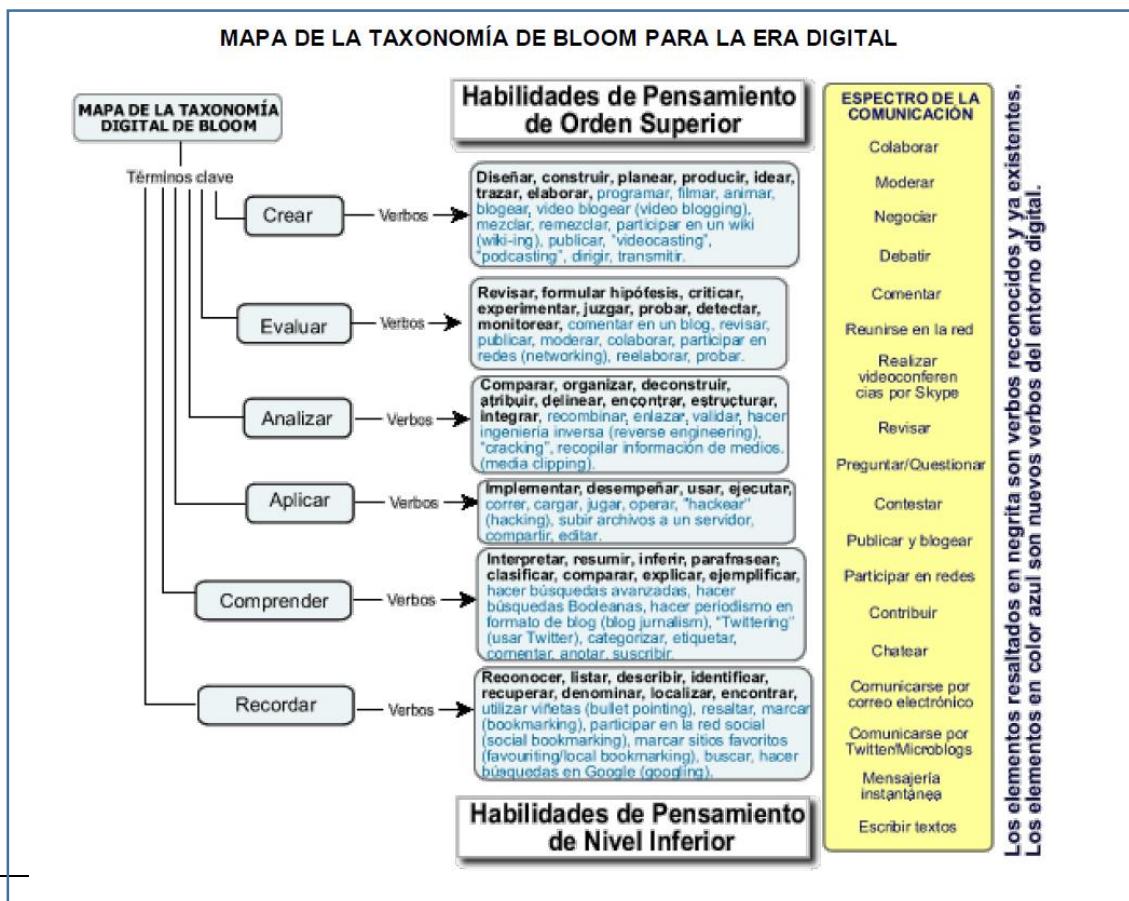 MAPA DE LA TAXONOMÍA DE BLOOM PARA LA ERA DIGITAL
MAPA DE LA TAXONOMÍA
DIGITAL DE BLOOM
Términos clave
Habilidades de Pensamiento
de Orden Superior
Crear
Verbos
Diseñar, construir, planear, producir, idear,
trazar, elaborar, programar, filmar, animar,
blogear, video blogear (video blogging),
mezclar, remezclar, participar en un wiki
(wiki-ing), publicar, "videocasting",
"podcasting", dirigir, transmitir.
Evaluar
Verbos
Revisar, formular hipófesis, criticar,
experimentar, juzgar, probar, detectar,
monitorear, comentar en un blog, revisar,
publicar, moderar, colaborar, participar en
redes (networking), reelaborar, probar.
Analizar
Verbos
Comparar, organizar, deconstruir,
atribuir, delinear, encontrar, estructurar,
integrar, recombinar, enlazar, validar, hacer
ingeniería inversa (reverse engineering),
"cracking", recopilar información de medios.
(media clipping).
Aplicar
Verbos
Implementar, desempeñar, usar, ejecutar,
correr, cargar, jugar, operar, "hackear"
(hacking), subir archivos a un servidor,
compartir, editar.
Comprender
Verbos
Interpretar, resumir, inferir, parafrasear,
clasificar, comparar, explicar, ejemplificar,
hacer búsquedas avanzadas, hacer
búsquedas Booleanas, hacer periodismo en
formato de blog (blog jurnalism), "Twittering"
(usar Twitter), categorizar, etiquetar,
comentar, anotar, suscribir.
Recordar
Verbos
Reconocer, listar, describir, identificar,
recuperar, denominar, localizar, encontrar,
utilizar viñetas (bullet pointing), resaltar, marcar
(bookmarking), participar en la red social
(social bookmarking), marcar sitios favoritos
(favouriting/local bookmarking), buscar, hacer
búsquedas en Google (googling).
Habilidades de Pensamiento
de Nivel Inferior
ESPECTRO DE LA
COMUNICACIÓN
Colaborar
Moderar
Negociar
Debatir
Comentar
Reunirse en la red
Realizar
videoconferen
cias por Skype
Revisar
Preguntar/Questionar
Contestar
Publicar y blogear
Participar en redes
Contribuir
Chatear
Comunicarse por
correo electrónico
Comunicarse por
Twitter/Microblogs
Mensajería
instantánea
Escribir textos
Los elementos resaltados en negrita son verbos reconocidos y ya existentes.
Los elementos en color azul son nuevos verbos del entorno digital.